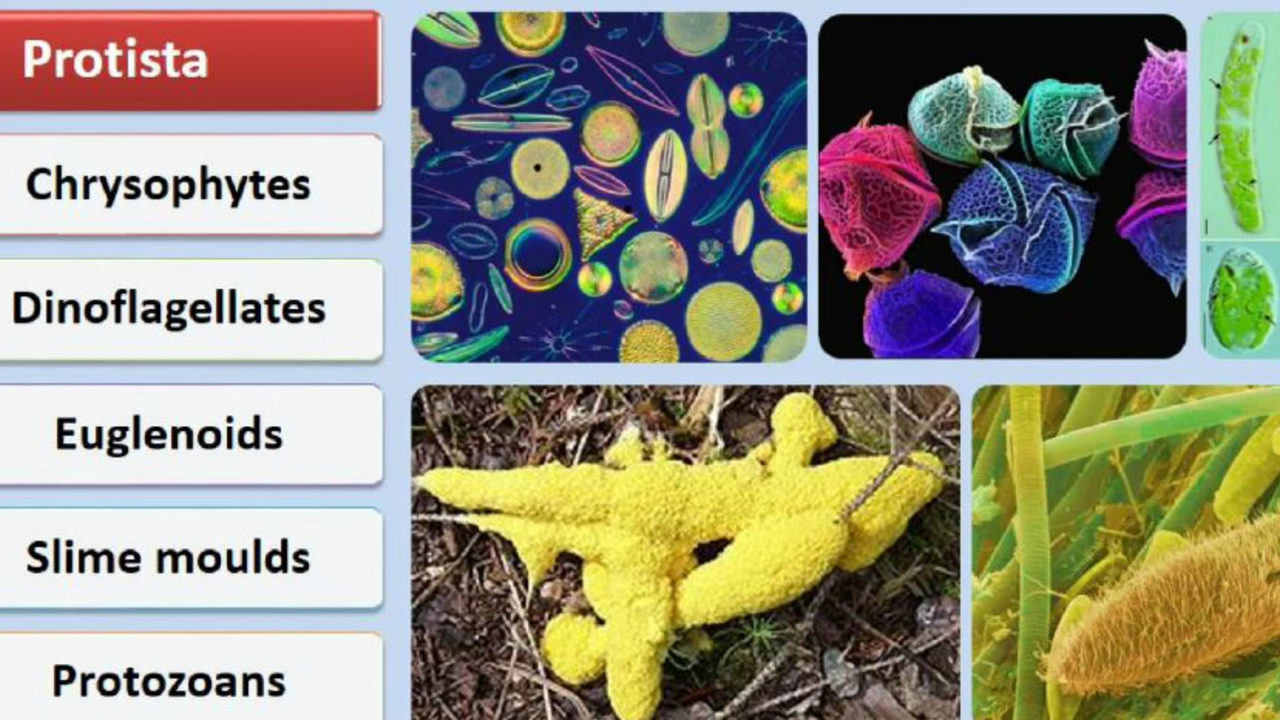 Protista
Chrysophytes
Dinoflagellates
Euglenoids
Slime moulds
Protozoans